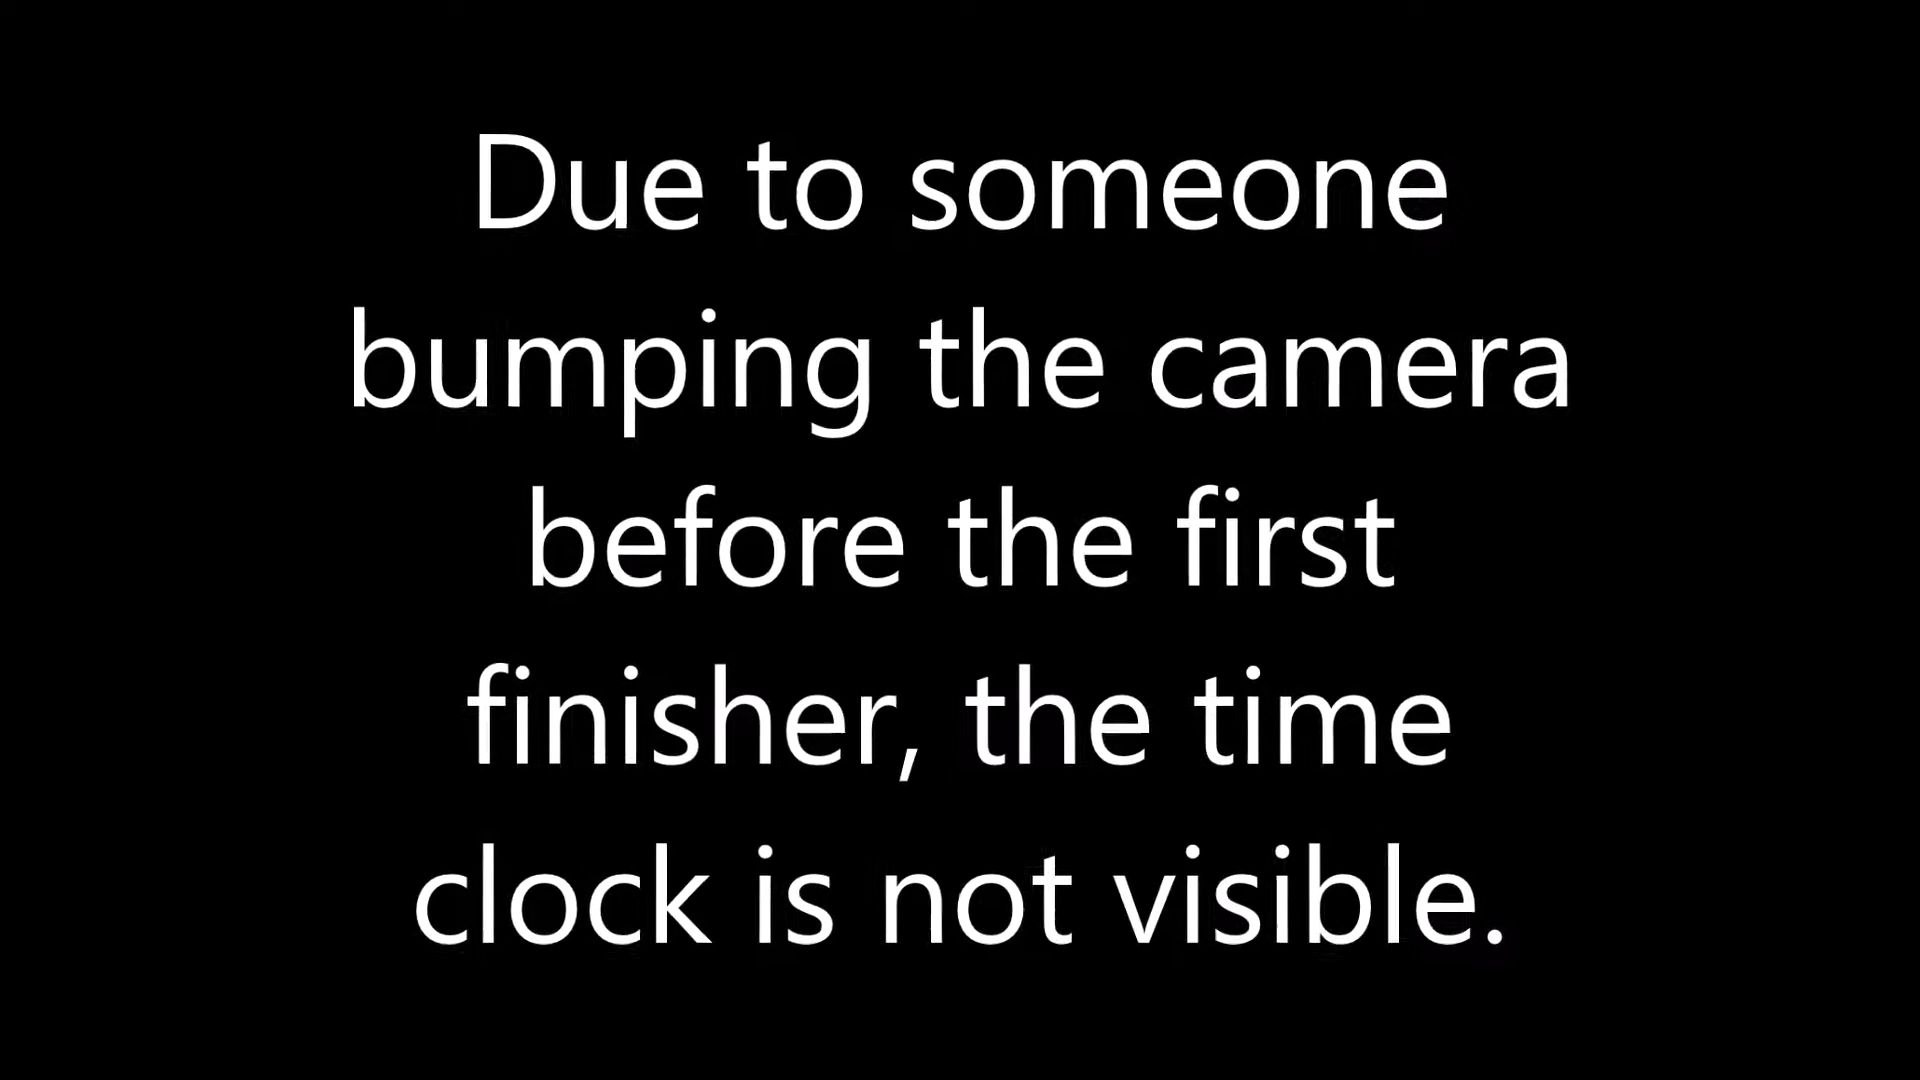 Due to someone
bumping the camera
before the first
finisher, the time
clock is not visible.